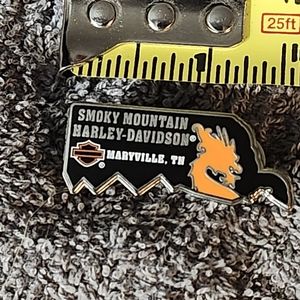 25ft
SMOKY MOUNTAIN
HARLEY-DAVIDSON®
MARYVILLE, TN